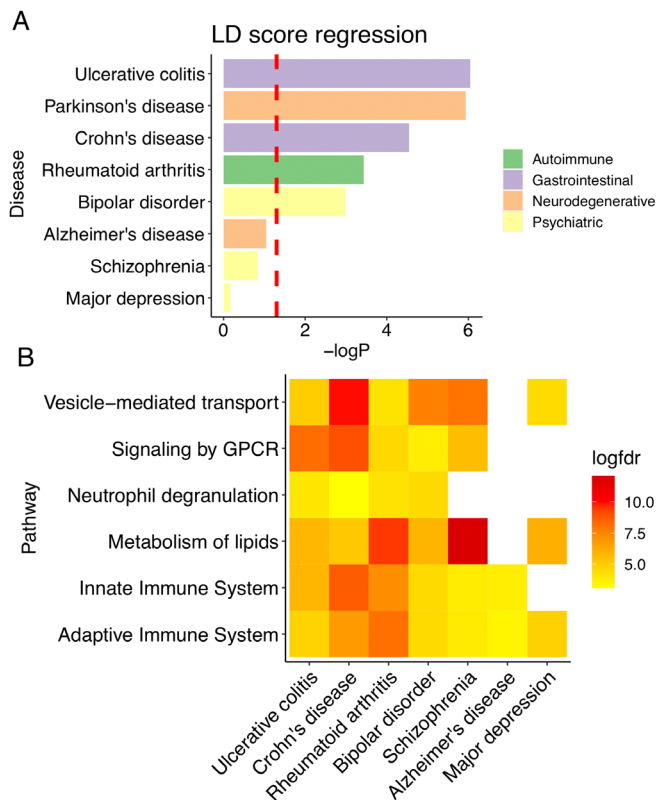 A
LD score regression
Disease
Ulcerative colitis
Parkinson's disease
Crohn's disease
Rheumatoid arthritis
Bipolar disorder
Alzheimer's disease
Schizophrenia
Major depression
0 2 4 6
−logP
Autoimmune
Gastrointestinal
Neurodegenerative
Psychiatric
B
Pathway
Vesicle−mediated transport
Signaling by GPCR
Neutrophil degranulation
Metabolism of lipids
Innate Immune System
Adaptive Immune System
Ulcerative colitis
Crohn's disease
Rheumatoid arthritis
Bipolar disorder
Schizophrenia
Alzheimer's disease
Major depression
logfdr
10.0
7.5
5.0